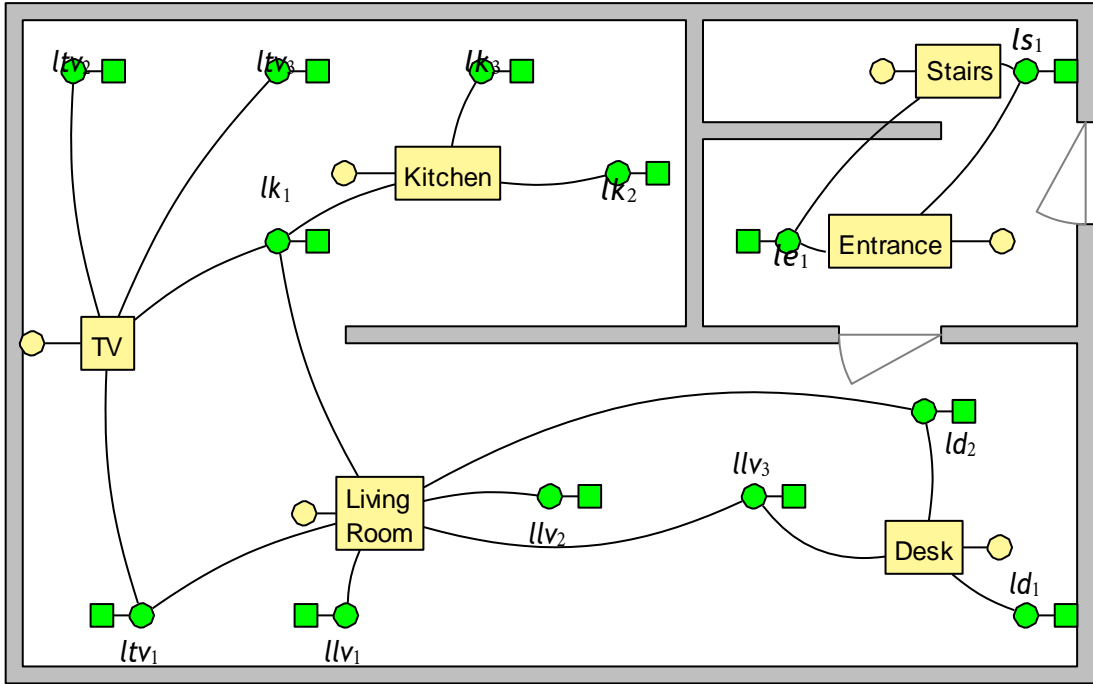 ltv2
ltv3
lk3
Stairs
ls1
Kitchen
lk1
lk2
Entrance
le1
TV
ld2
llv3
Living
Room
llv2
Desk
ld1
ltv1
llv1